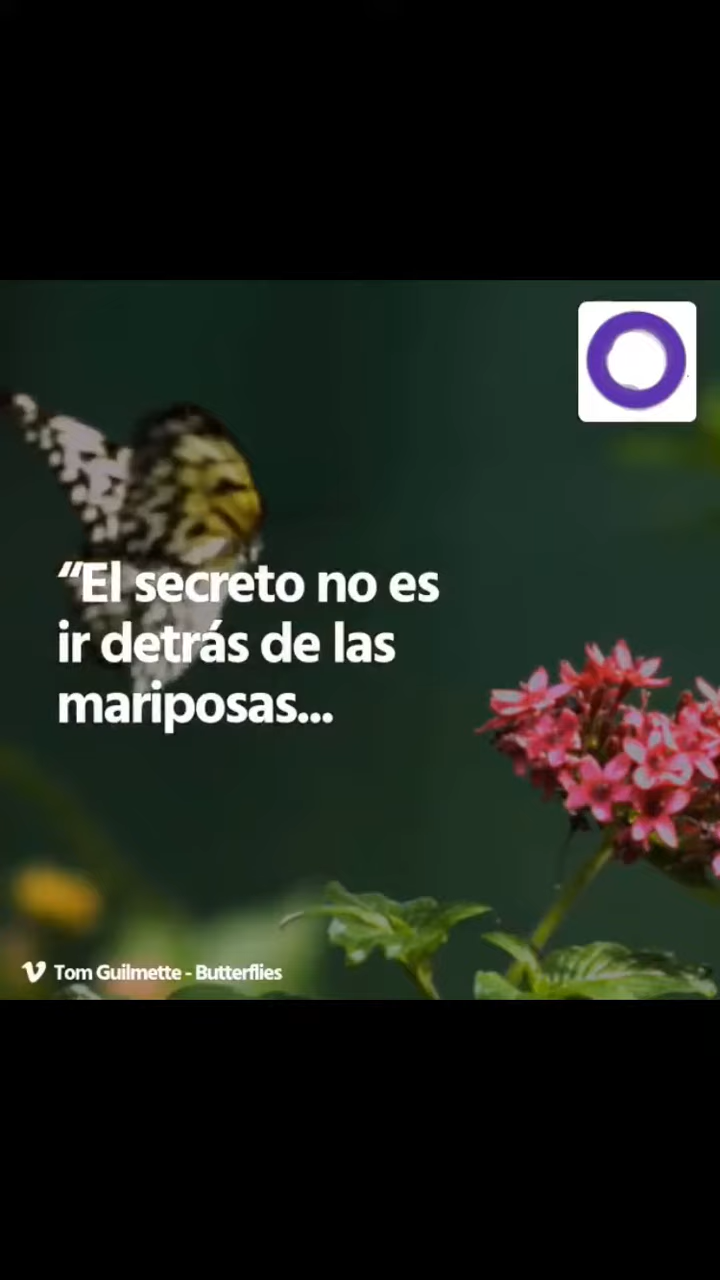 “El secreto no es
ir detrás de las
mariposas...
Tom Guilmette - Butterflies